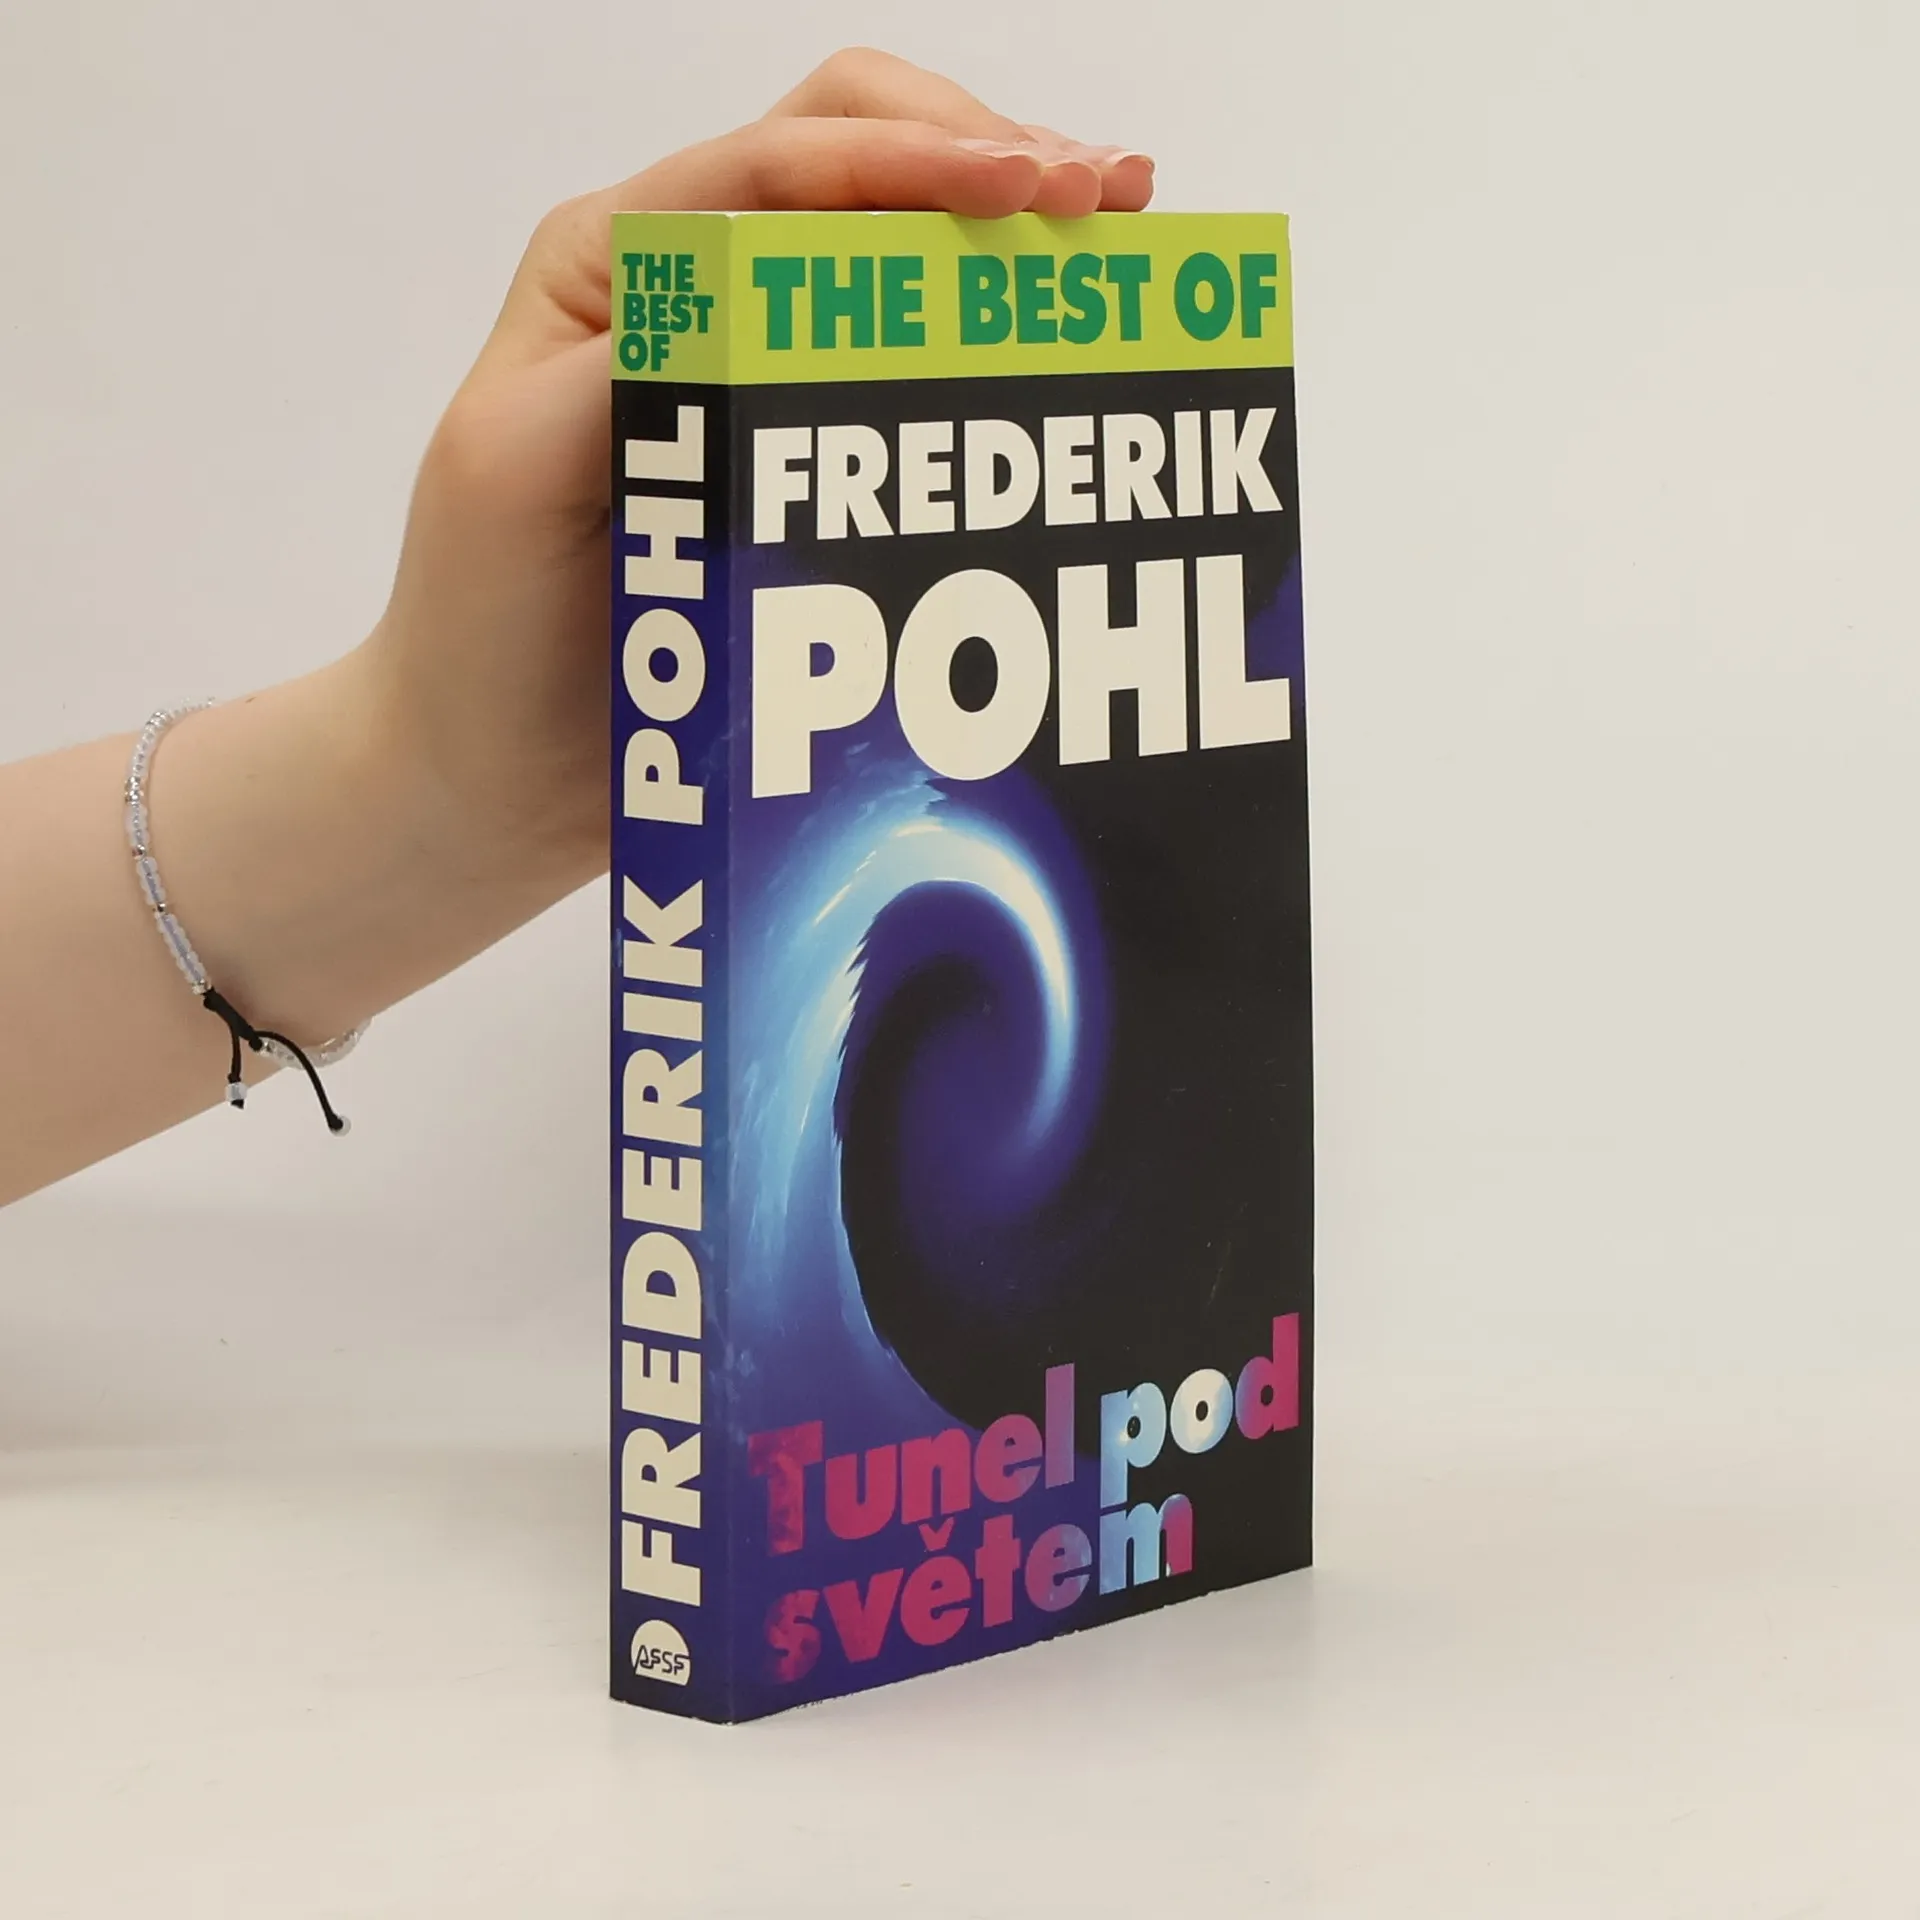 THE
BEST
OF
FREDERIK POHL
AFSF
THE BEST OF
FREDERIK
POHL
Tunel pod
světem